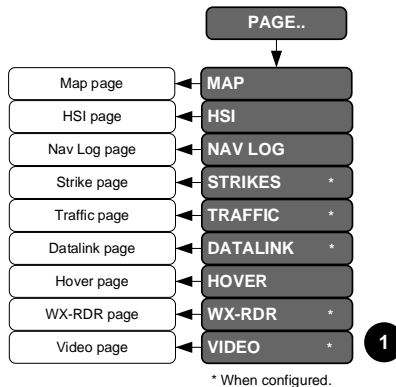 PAGE..
Map page MAP
HSI page HSI
Nav Log page NAV LOG
Strike page STRIKES *
Traffic page TRAFFIC *
Datalink page DATALINK *
Hover page HOVER
WX-RDR page WX-RDR *
Video page VIDEO * 1
* When configured.